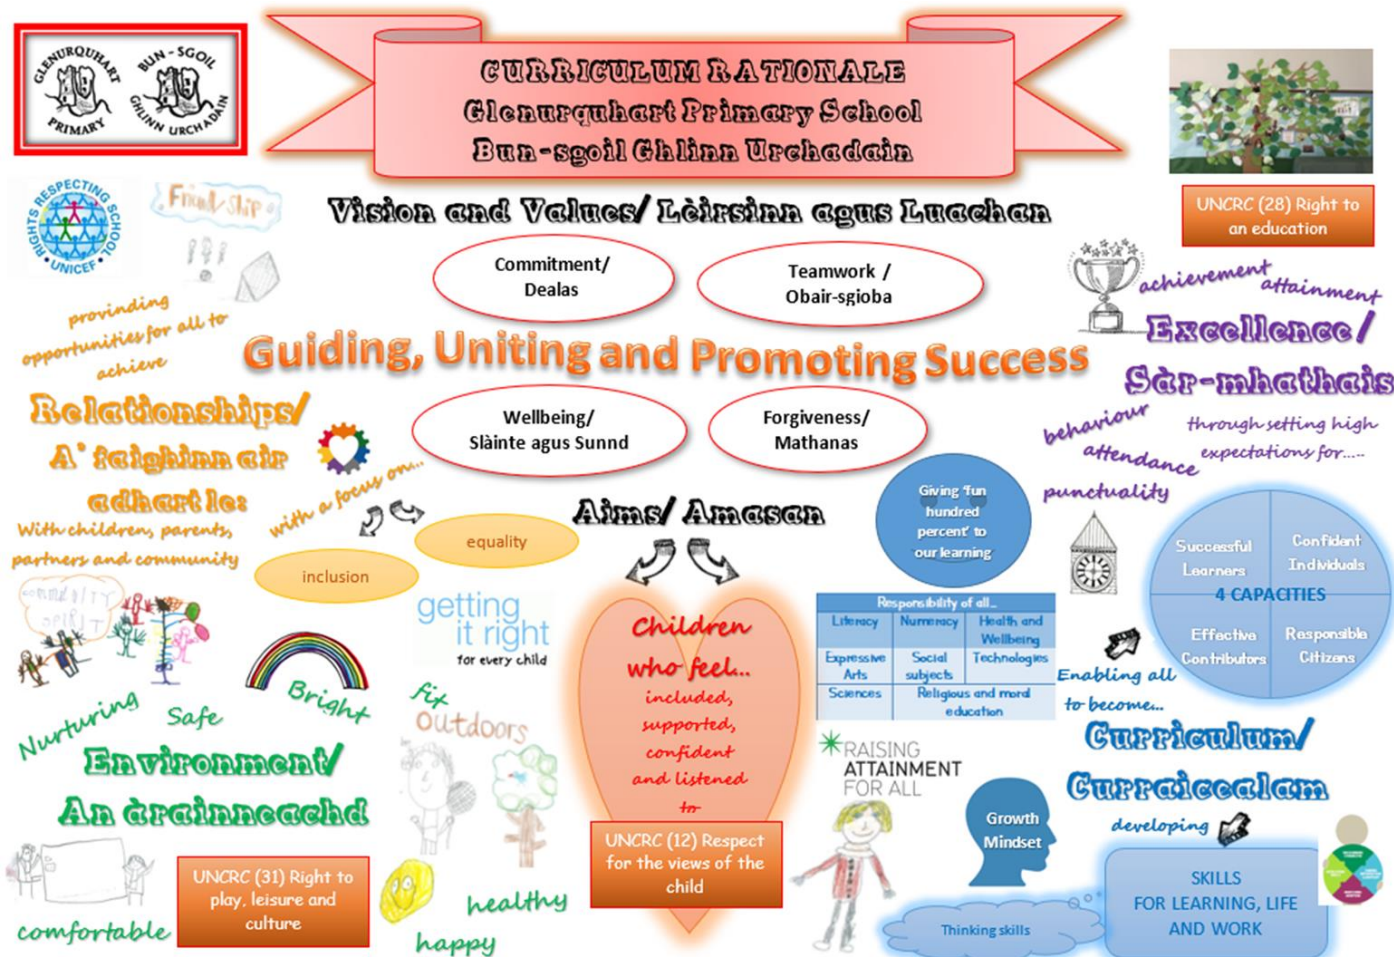 GLENURQUHART
PRIMARY
BUN-SGOIL
GHLINN URCHADAIN
CURRICULUM RATIONALE
Glenurquhart Primary School
Bun-sgoil Ghlinn Urchadain
RIGHTS RESPECTING SCHOOL
UNICEF
Friendship
Vision and Values/ Lèirsinn agus Luachan
UNCRC (28) Right to
an education
Commitment/
Dealas
Teamwork /
Obair-sgioba
Guiding, Uniting and Promoting Success
Wellbeing/
Slàinte agus Sunnd
Forgiveness/
Mathanas
provinding
opportunities for all to
achieve
Relationships/
A' faighinn air
adhart le:
With children, parents,
partners and community
with a focus on...
inclusion
equality
COMMUNITY
SPIRIT
achievement
attainment
Excellence/
Sàr-mhathais
through setting high
expectations for.....
behaviour
attendance
punctuality
Aims/ Amasan
Children
who feel...
included,
supported,
confident
and listened
to
UNCRC (12) Respect
for the views of the
child
getting
it right
for every child
Nurturing
Safe
Bright
fit
outdoors
Environment/
An àrainneachd
UNCRC (31) Right to
play, leisure and
culture
comfortable
healthy
happy
Giving 'fun
hundred
percent' to
our learning
Responsibility of all...
Literacy Numeracy Health and
Wellbeing
Expressive
Arts Social
subjects Technologies
Sciences Religious and moral
education
Successful
Learners
Confident
Individuals
4 CAPACITIES
Effective
Contributors
Responsible
Citizens
Enabling all
to become...
Curriculum/
Curraicealam
developing
RAISING
ATTAINMENT
FOR ALL
Growth
Mindset
Thinking skills
SKILLS
FOR LEARNING, LIFE
AND WORK